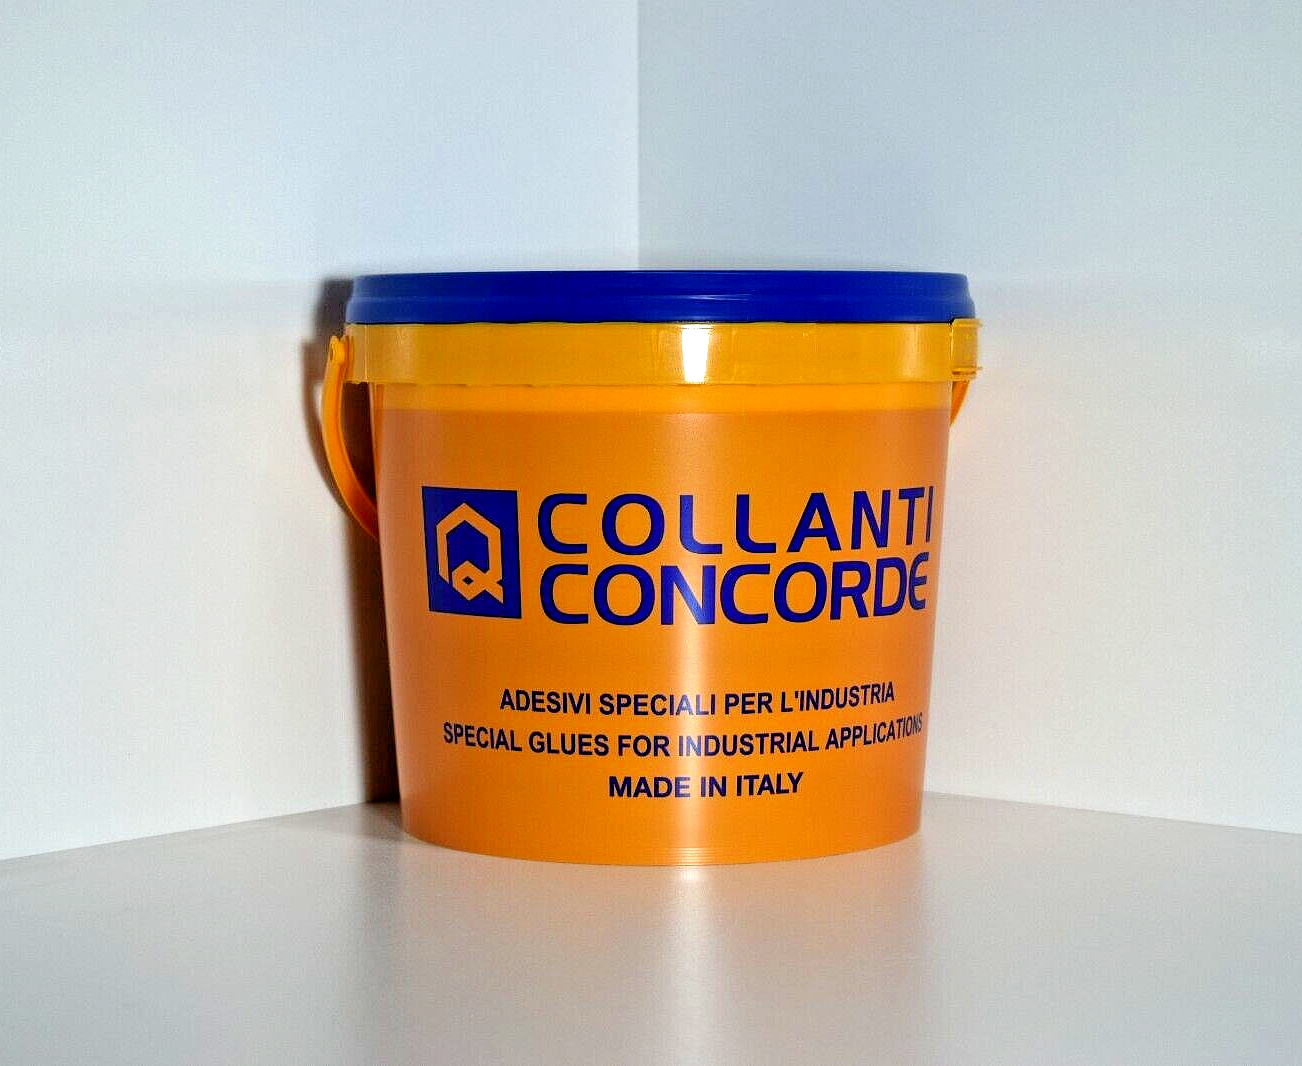 COLLANTI
CONCORDE
ADESIVI SPECIALI PER L'INDUSTRIA
SPECIAL GLUES FOR INDUSTRIAL APPLICATIONS
MADE IN ITALY